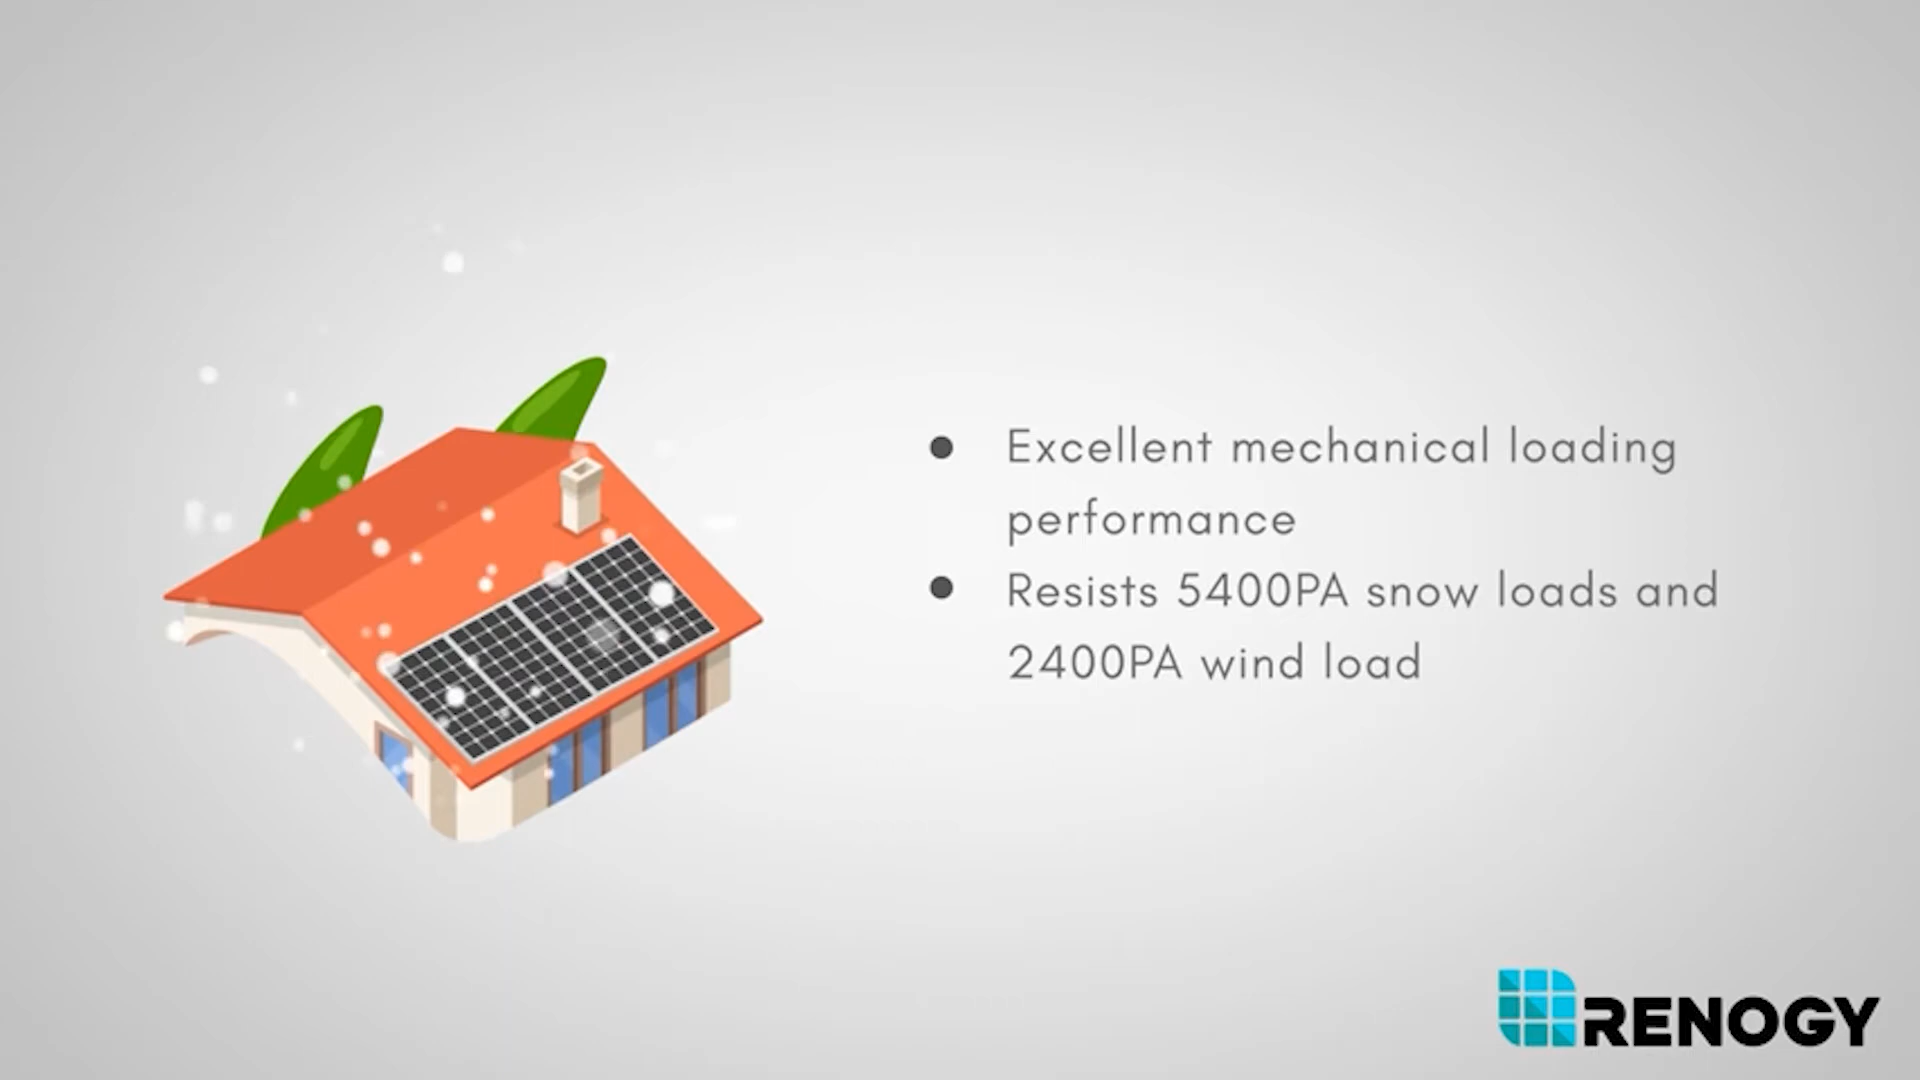 ● Excellent mechanical loading
performance
● Resists 5400PA snow loads and
2400PA wind load
RENOGY